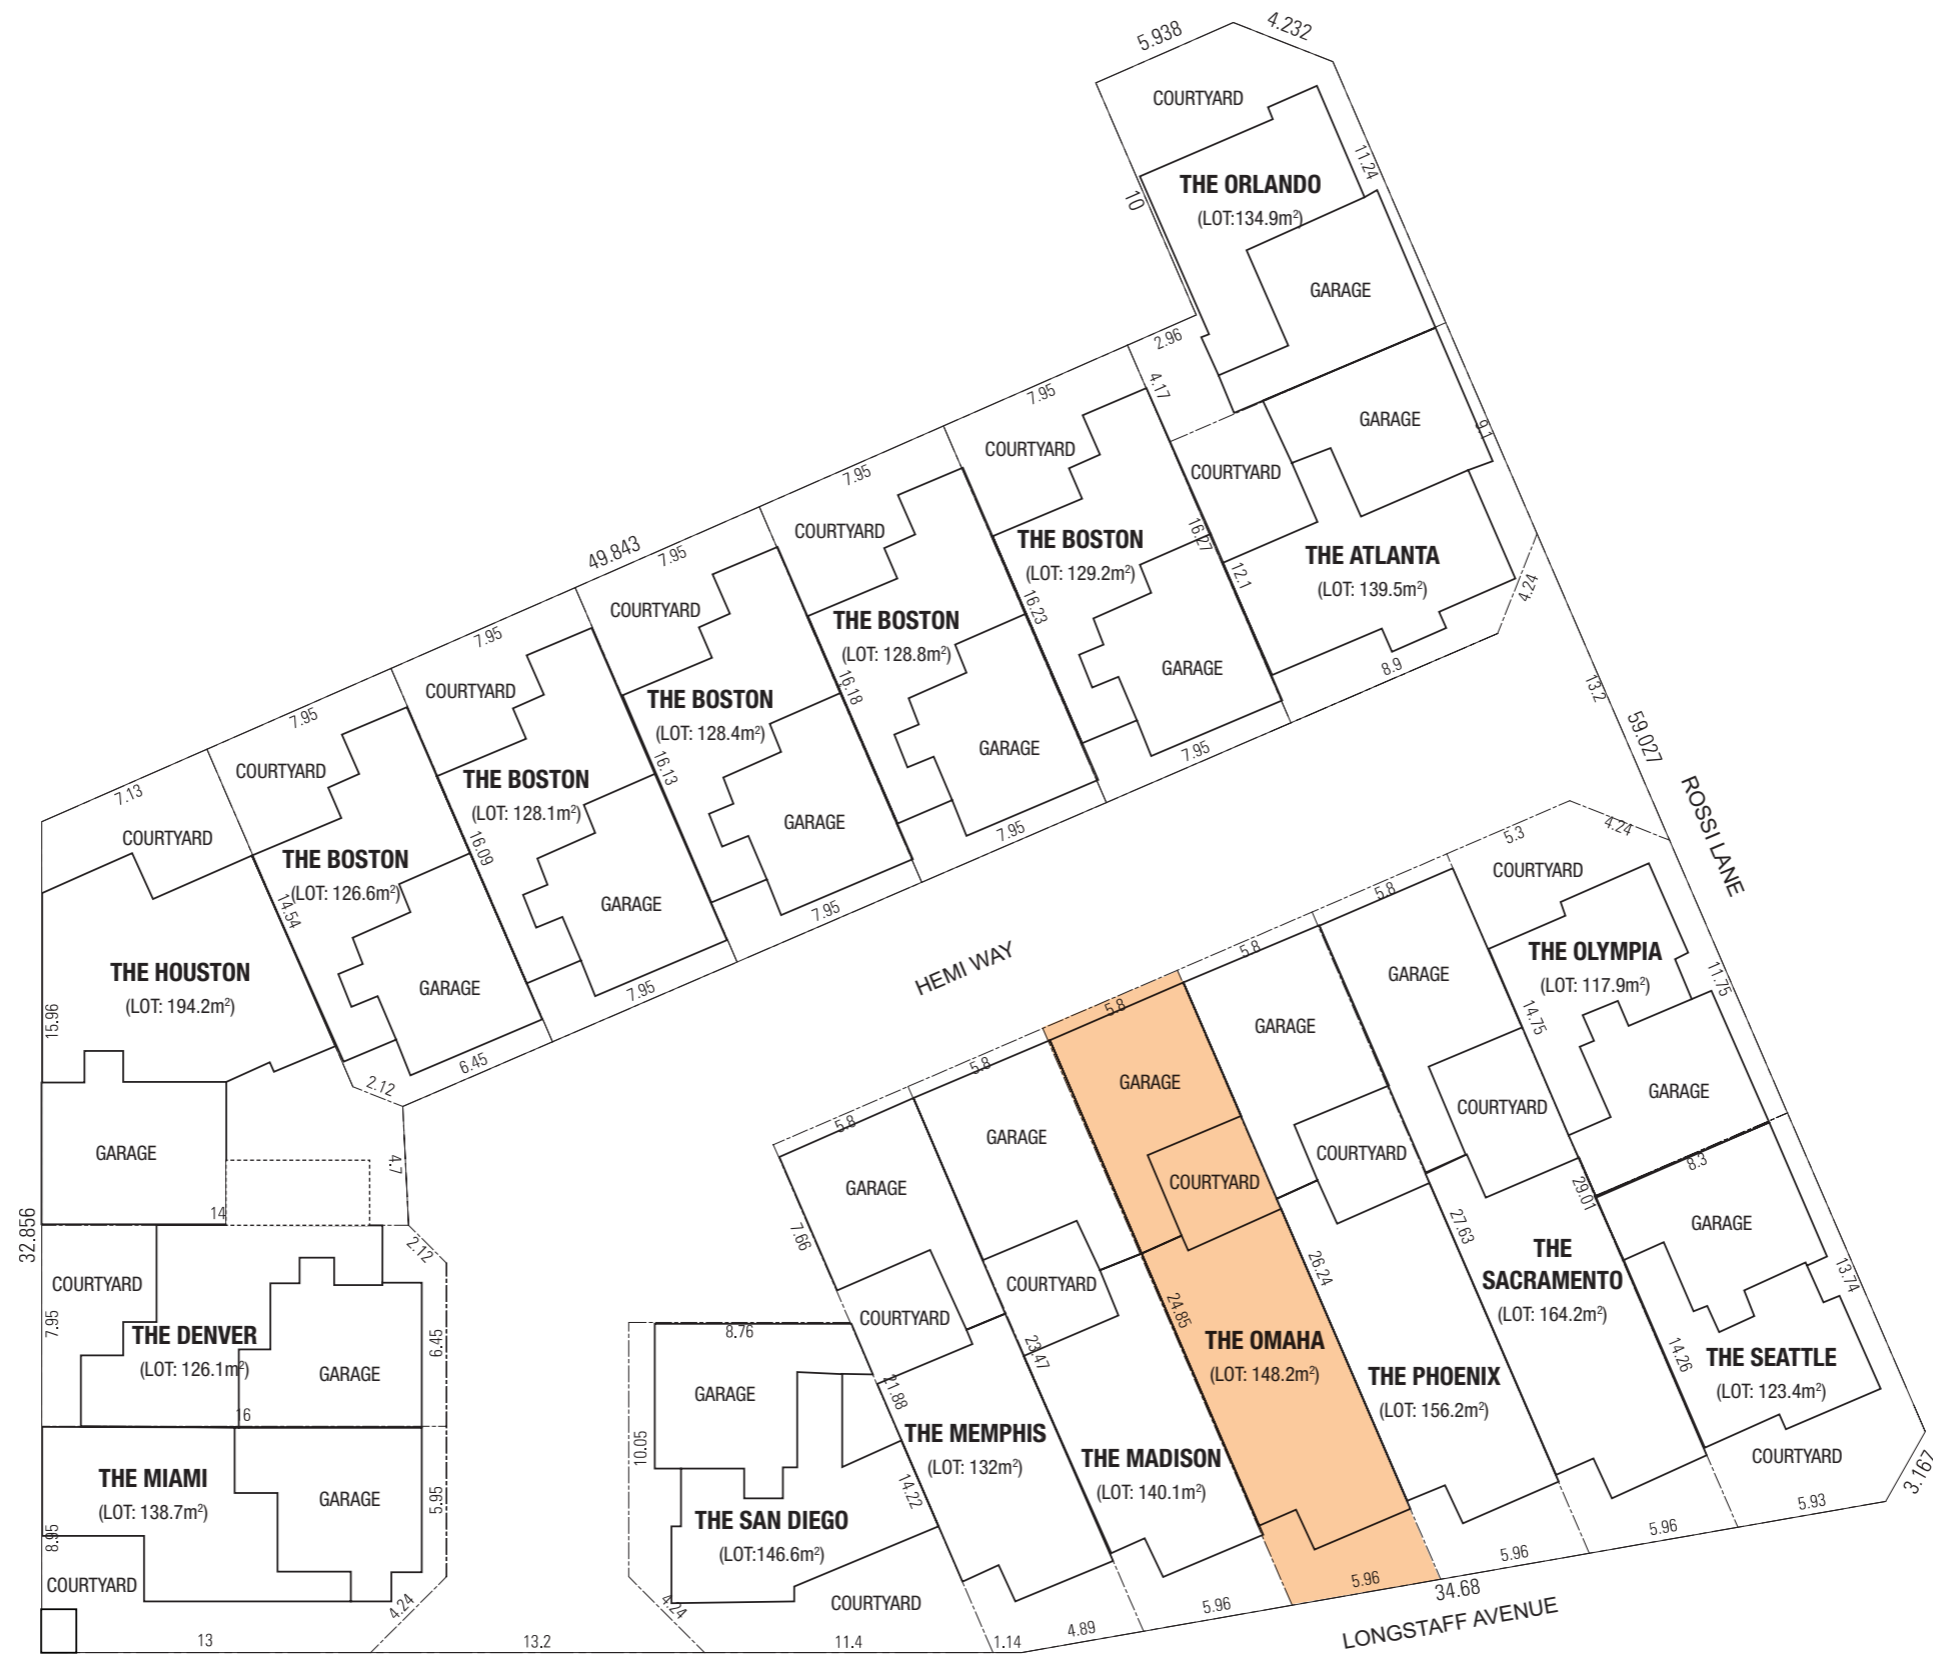 5.938
4.232
COURTYARD
11.24
THE ORLANDO
(LOT:134.9m²)
10
GARAGE
2.96
4.17
7.95
GARAGE
9.1
COURTYARD
COURTYARD
7.95
COURTYARD
THE BOSTON
(LOT: 129.2m²)
16.27
THE ATLANTA
(LOT: 139.5m²)
12.1
4.24
49.843
7.95
COURTYARD
THE BOSTON
(LOT: 128.8m²)
16.23
GARAGE
8.9
7.95
COURTYARD
THE BOSTON
(LOT: 128.4m²)
16.18
GARAGE
7.95
13.2
59.027
ROSSI LANE
7.95
COURTYARD
THE BOSTON
(LOT: 128.1m²)
16.13
GARAGE
7.95
7.13
COURTYARD
THE BOSTON
(LOT: 126.6m²)
16.09
GARAGE
7.95
14.54
GARAGE
7.95
THE HOUSTON
(LOT: 194.2m²)
15.96
6.45
2.12
HEMI WAY
5.3
4.24
COURTYARD
5.8
THE OLYMPIA
(LOT: 117.9m²)
11.75
GARAGE
14.75
5.8
GARAGE
5.8
GARAGE
GARAGE
COURTYARD
COURTYARD
5.8
GARAGE
COURTYARD
5.8
GARAGE
COURTYARD
7.66
COURTYARD
8.3
29.01
27.63
26.24
24.85
23.47
21.88
GARAGE
THE
SACRAMENTO
(LOT: 164.2m²)
13.74
THE SEATTLE
(LOT: 123.4m²)
14.26
COURTYARD
3.167
5.93
THE OMAHA
(LOT: 148.2m²)
THE PHOENIX
(LOT: 156.2m²)
THE MEMPHIS
(LOT: 132m²)
THE MADISON
(LOT: 140.1m²)
14.22
GARAGE
4.7
14
32.856
2.12
COURTYARD
7.95
THE DENVER
(LOT: 126.1m²)
GARAGE
6.45
16
THE MIAMI
(LOT: 138.7m²)
GARAGE
5.95
8.95
COURTYARD
4.24
13
13.2
8.76
GARAGE
10.05
THE SAN DIEGO
(LOT:146.6m²)
4.24
COURTYARD
11.4
1.14
4.89
5.96
5.96
5.96
5.96
34.68
LONGSTAFF AVENUE